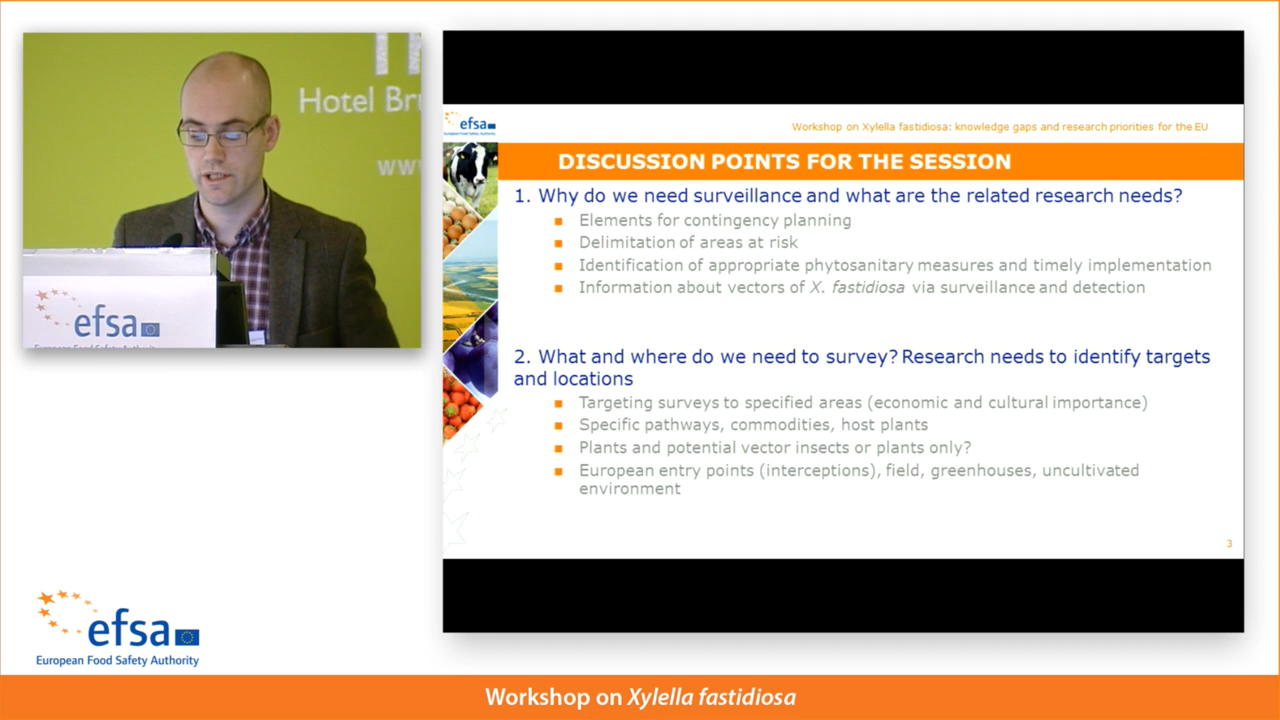 Hotel
www
efsa
European Food Safety Authority
efsa
Workshop on Xylella fastidiosa: knowledge gaps and research priorities for the EU
DISCUSSION POINTS FOR THE SESSION
1. Why do we need surveillance and what are the related research needs?
Elements for contingency planning
Delimitation of areas at risk
Identification of appropriate phytosanitary measures and timely implementation
Information about vectors of X. fastidiosa via surveillance and detection
2. What and where do we need to survey? Research needs to identify targets
and locations
Targeting surveys to specified areas (economic and cultural importance)
Specific pathways, commodities, host plants
Plants and potential vector insects or plants only?
European entry points (interceptions), field, greenhouses, uncultivated
environment
3
efsa
European Food Safety Authority
Workshop on Xylella fastidiosa